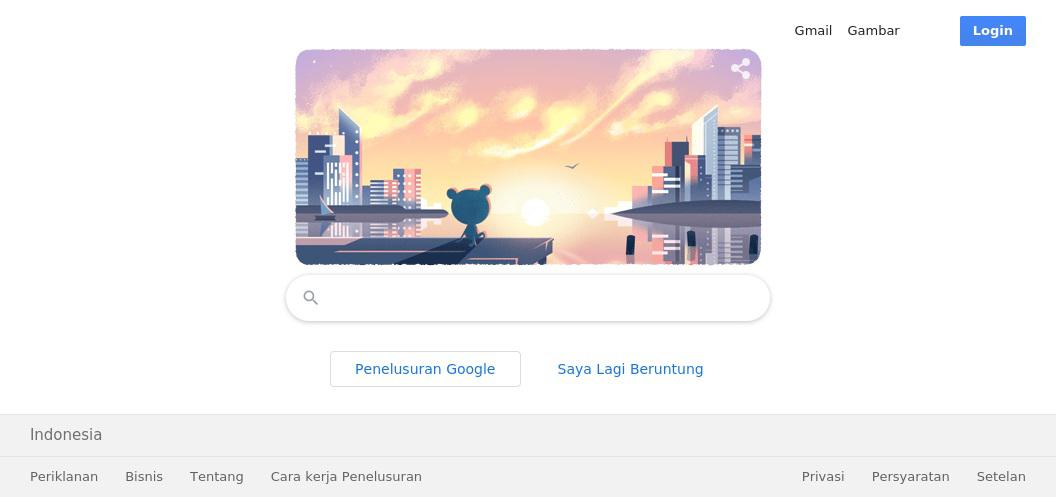 Gmail Gambar Login
Penelusuran Google Saya Lagi Beruntung
Indonesia
Periklanan Bisnis Tentang Cara kerja Penelusuran Privasi Persyaratan Setelan